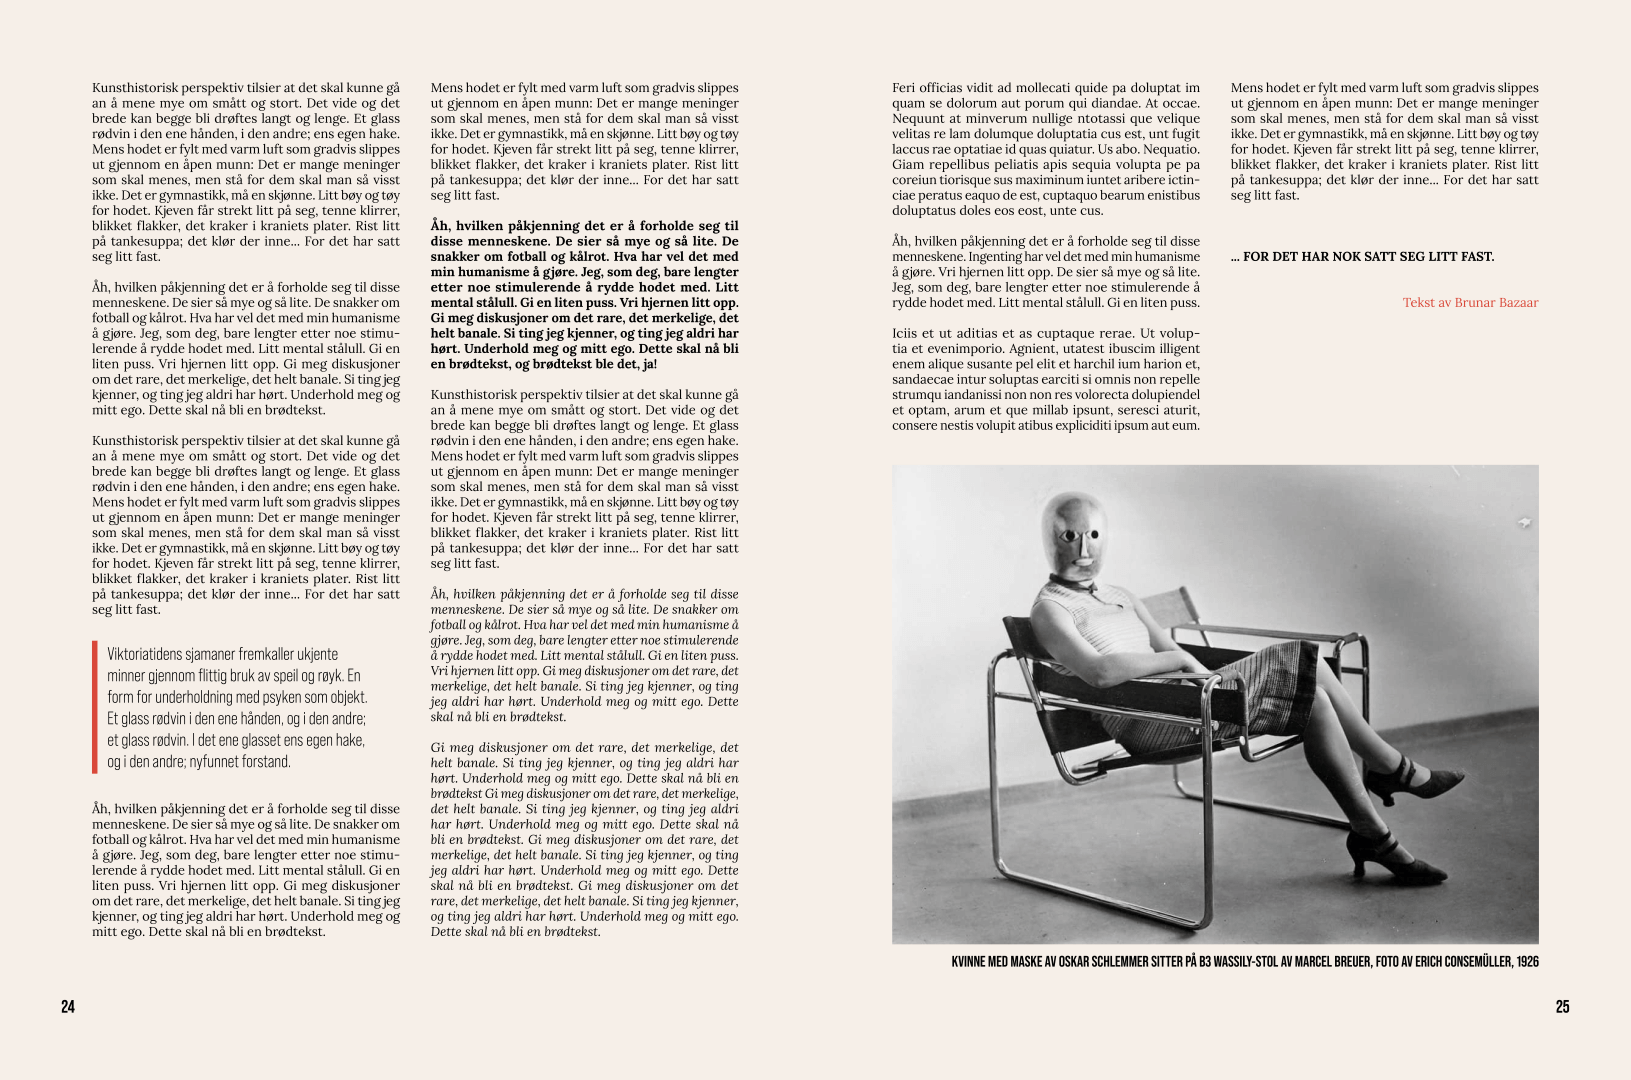 Kunsthistorisk perspektiv tilsier at det skal kunne gå
an å mene mye om smått og stort. Det vide og det
brede kan begge bli drøftes langt og lenge. Et glass
rødvin i den ene hånden, i den andre; ens egen hake.
Mens hodet er fylt med varm luft som gradvis slippes
ut gjennom en åpen munn: Det er mange meninger
som skal menes, men stå for dem skal man så visst
ikke. Det er gymnastikk, må en skjønne. Litt bøy og tøy
for hodet. Kjeven får strekt litt på seg, tenne klirrer,
blikket flakker, det kraker i kraniets plater. Rist litt
på tankesuppa; det klør der inne... For det har satt
seg litt fast.
Åh, hvilken påkjenning det er å forholde seg til disse
menneskene. De sier så mye og så lite. De snakker om
fotball og kålrot. Hva har vel det med min humanisme
å gjøre. Jeg, som deg, bare lengter etter noe stimu-
lerende å rydde hodet med. Litt mental stålull. Gi en
liten puss. Vri hjernen litt opp. Gi meg diskusjoner
om det rare, det merkelige, det helt banale. Si ting jeg
kjenner, og ting jeg aldri har hørt. Underhold meg og
mitt ego. Dette skal nå bli en brødtekst.
Kunsthistorisk perspektiv tilsier at det skal kunne gå
an å mene mye om smått og stort. Det vide og det
brede kan begge bli drøftes langt og lenge. Et glass
rødvin i den ene hånden, i den andre; ens egen hake.
Mens hodet er fylt med varm luft som gradvis slippes
ut gjennom en åpen munn: Det er mange meninger
som skal menes, men stå for dem skal man så visst
ikke. Det er gymnastikk, må en skjønne. Litt bøy og tøy
for hodet. Kjeven får strekt litt på seg, tenne klirrer,
blikket flakker, det kraker i kraniets plater. Rist litt
på tankesuppa; det klør der inne... For det har satt
seg litt fast.
Viktoriatidens sjamaner fremkaller ukjente
minner gjennom flittig bruk av speil og røyk. En
form for underholdning med psyken som objekt.
Et glass rødvin i den ene hånden, og i den andre;
et glass rødvin. I det ene glasset ens egen hake,
og i den andre; nyfunnet forstand.
Åh, hvilken påkjenning det er å forholde seg til disse
menneskene. De sier så mye og så lite. De snakker om
fotball og kålrot. Hva har vel det med min humanisme
å gjøre. Jeg, som deg, bare lengter etter noe stimu-
lerende å rydde hodet med. Litt mental stålull. Gi en
liten puss. Vri hjernen litt opp. Gi meg diskusjoner
om det rare, det merkelige, det helt banale. Si ting jeg
kjenner, og ting jeg aldri har hørt. Underhold meg og
mitt ego. Dette skal nå bli en brødtekst.
Mens hodet er fylt med varm luft som gradvis slippes
ut gjennom en åpen munn: Det er mange meninger
som skal menes, men stå for dem skal man så visst
ikke. Det er gymnastikk, må en skjønne. Litt bøy og tøy
for hodet. Kjeven får strekt litt på seg, tenne klirrer,
blikket flakker, det kraker i kraniets plater. Rist litt
på tankesuppa; det klør der inne... For det har satt
seg litt fast.
Åh, hvilken påkjenning det er å forholde seg til
disse menneskene. De sier så mye og så lite. De
snakker om fotball og kålrot. Hva har vel det med
min humanisme å gjøre. Jeg, som deg, bare lengter
etter noe stimulerende å rydde hodet med. Litt
mental stålull. Gi en liten puss. Vri hjernen litt opp.
Gi meg diskusjoner om det rare, det merkelige, det
helt banale. Si ting jeg kjenner, og ting jeg aldri har
hørt. Underhold meg og mitt ego. Dette skal nå bli
en brødtekst, og brødtekst ble det, ja!
Kunsthistorisk perspektiv tilsier at det skal kunne gå
an å mene mye om smått og stort. Det vide og det
brede kan begge bli drøftes langt og lenge. Et glass
rødvin i den ene hånden, i den andre; ens egen hake.
Mens hodet er fylt med varm luft som gradvis slippes
ut gjennom en åpen munn: Det er mange meninger
som skal menes, men stå for dem skal man så visst
ikke. Det er gymnastikk, må en skjønne. Litt bøy og tøy
for hodet. Kjeven får strekt litt på seg, tenne klirrer,
blikket flakker, det kraker i kraniets plater. Rist litt
på tankesuppa; det klør der inne... For det har satt
seg litt fast.
Åh, hvilken påkjenning det er å forholde seg til disse
menneskene. De sier så mye og så lite. De snakker om
fotball og kålrot. Hva har vel det med min humanisme å
gjøre. Jeg, som deg, bare lengter etter noe stimulerende
å rydde hodet med. Litt mental stålull. Gi en liten puss.
Vri hjernen litt opp. Gi meg diskusjoner om det rare, det
merkelige, det helt banale. Si ting jeg kjenner, og ting
jeg aldri har hørt. Underhold meg og mitt ego. Dette
skal nå bli en brødtekst.
Gi meg diskusjoner om det rare, det merkelige, det
helt banale. Si ting jeg kjenner, og ting jeg aldri har
hørt. Underhold meg og mitt ego. Dette skal nå bli en
brødtekst Gi meg diskusjoner om det rare, det merkelige,
det helt banale. Si ting jeg kjenner, og ting jeg aldri
har hørt. Underhold meg og mitt ego. Dette skal nå
bli en brødtekst. Gi meg diskusjoner om det rare, det
merkelige, det helt banale. Si ting jeg kjenner, og ting
jeg aldri har hørt. Underhold meg og mitt ego. Dette
skal nå bli en brødtekst. Gi meg diskusjoner om det
rare, det merkelige, det helt banale. Si ting jeg kjenner,
og ting jeg aldri har hørt. Underhold meg og mitt ego.
Dette skal nå bli en brødtekst.
24
Feri officias vidit ad mollecati quide pa doluptat im
quam se dolorum aut porum qui diandae. At occae.
Nequunt at minverum nullige ntotassi que velique
velitas re lam dolumque doluptatia cus est, unt fugit
laccus rae optatiae id quas quiatur. Us abo. Nequatio.
Giam repellibus peliatis apis sequia volupta pe pa
coreiun tiorisque sus maximinum iuntet aribere ictin-
ciae peratus eaquo de est, cuptaquo bearum enistibus
doluptatus doles eos eost, unte cus.
Åh, hvilken påkjenning det er å forholde seg til disse
menneskene. Ingenting har vel det med min humanisme
å gjøre. Vri hjernen litt opp. De sier så mye og så lite.
Jeg, som deg, bare lengter etter noe stimulerende å
rydde hodet med. Litt mental stålull. Gi en liten puss.
Iciis et ut aditias et as cuptaque rerae. Ut volup-
tia et evenimporio. Agnient, utatest ibuscim illigent
enem alique susante pel elit et harchil ium harion et,
sandaecae intur soluptas earciti si omnis non repelle
strumqu iandanissi non non res volorecta dolupiendel
et optam, arum et que millab ipsunt, seresci aturit,
consere nestis volupit atibus expliciditi ipsum aut eum.
Mens hodet er fylt med varm luft som gradvis slippes
ut gjennom en åpen munn: Det er mange meninger
som skal menes, men stå for dem skal man så visst
ikke. Det er gymnastikk, må en skjønne. Litt bøy og tøy
for hodet. Kjeven får strekt litt på seg, tenne klirrer,
blikket flakker, det kraker i kraniets plater. Rist litt
på tankesuppa; det klør der inne... For det har satt
seg litt fast.
... FOR DET HAR NOK SATT SEG LITT FAST.
Tekst av Brunar Bazaar
KVINNE MED MASKE AV OSKAR SCHLEMMER SITTER PÅ B3 WASSILY-STOL AV MARCEL BREUER, FOTO AV ERICH CONSEMÜLLER, 1926
25